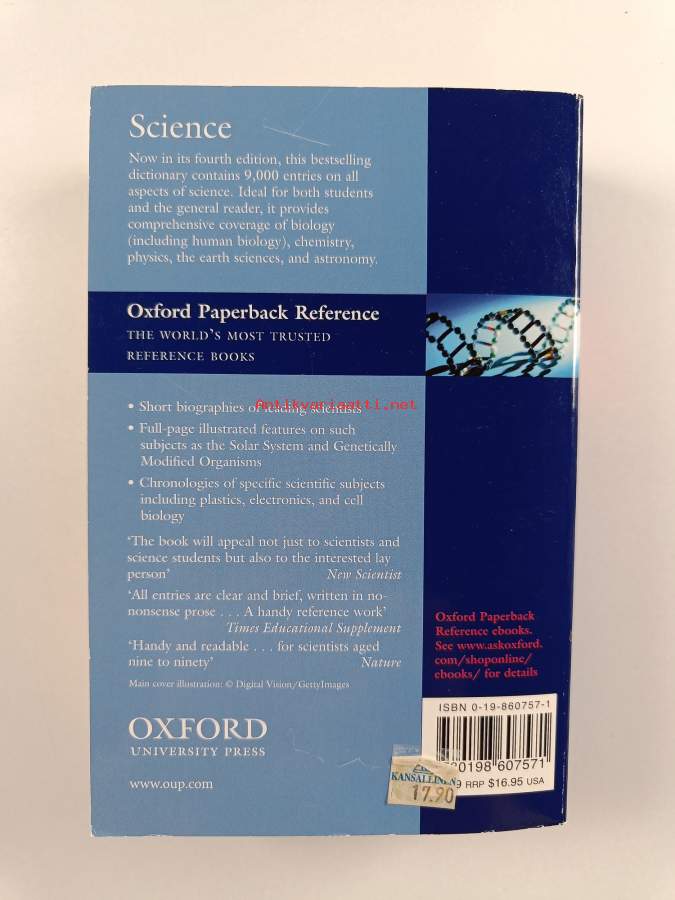 Science
Now in its fourth edition, this bestselling
dictionary contains 9,000 entries on all
aspects of science. Ideal for both students
and the general reader, it provides
comprehensive coverage of biology
(including human biology), chemistry,
physics, the earth sciences, and astronomy.
Oxford Paperback Reference
THE WORLD'S MOST TRUSTED
REFERENCE BOOKS
Antikvariaatti.net
• Short biographies of leading scientists
• Full-page illustrated features on such
subjects as the Solar System and Genetically
Modified Organisms
• Chronologies of specific scientific subjects
including plastics, electronics, and cell
biology
'The book will appeal not just to scientists and
science students but also to the interested lay
person' New Scientist
'All entries are clear and brief, written in no-
nonsense prose . . . A handy reference work'
Times Educational Supplement
'Handy and readable . . . for scientists aged
nine to ninety' Nature
Main cover illustration: © Digital Vision/GettyImages
OXFORD
UNIVERSITY PRESS
www.oup.com
Oxford Paperback
Reference ebooks.
See www.askoxford.
com/shoponline/
ebooks/ for details
ISBN 0-19-860757-1
780198 607571
9 RRP $16.95 USA
KANSALLINEN
17.90